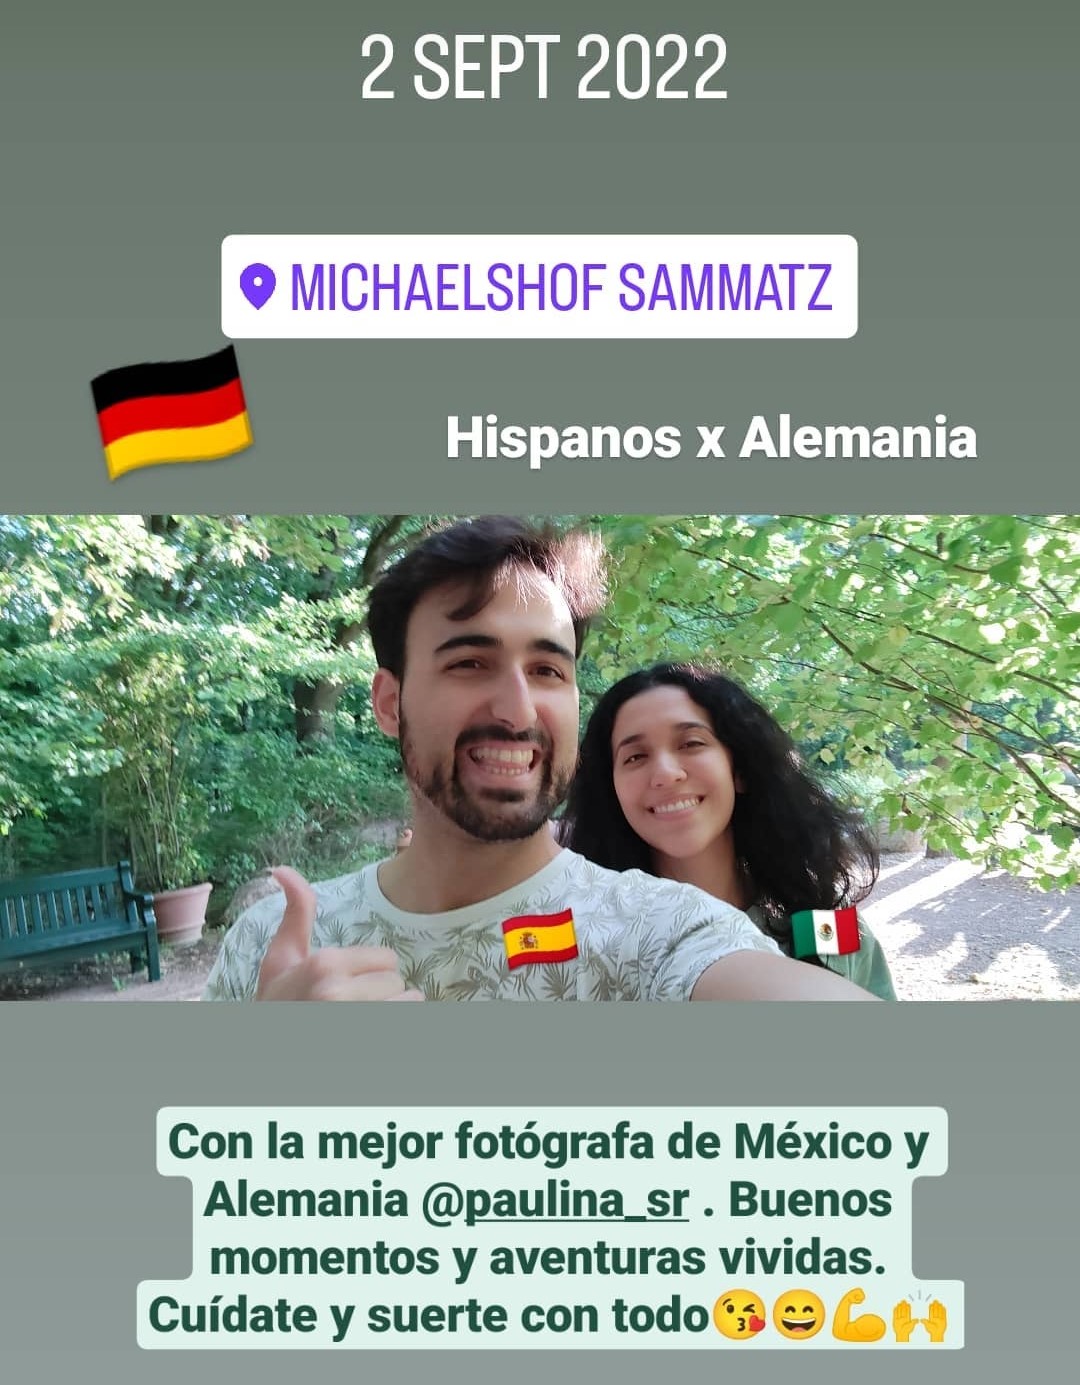 2 SEPT 2022
MICHAELSHOF SAMMATZ
Hispanos x Alemania
Con la mejor fotógrafa de México y
Alemania @paulina_sr . Buenos
momentos y aventuras vividas.
Cuídate y suerte con todo😘😄💪🙌